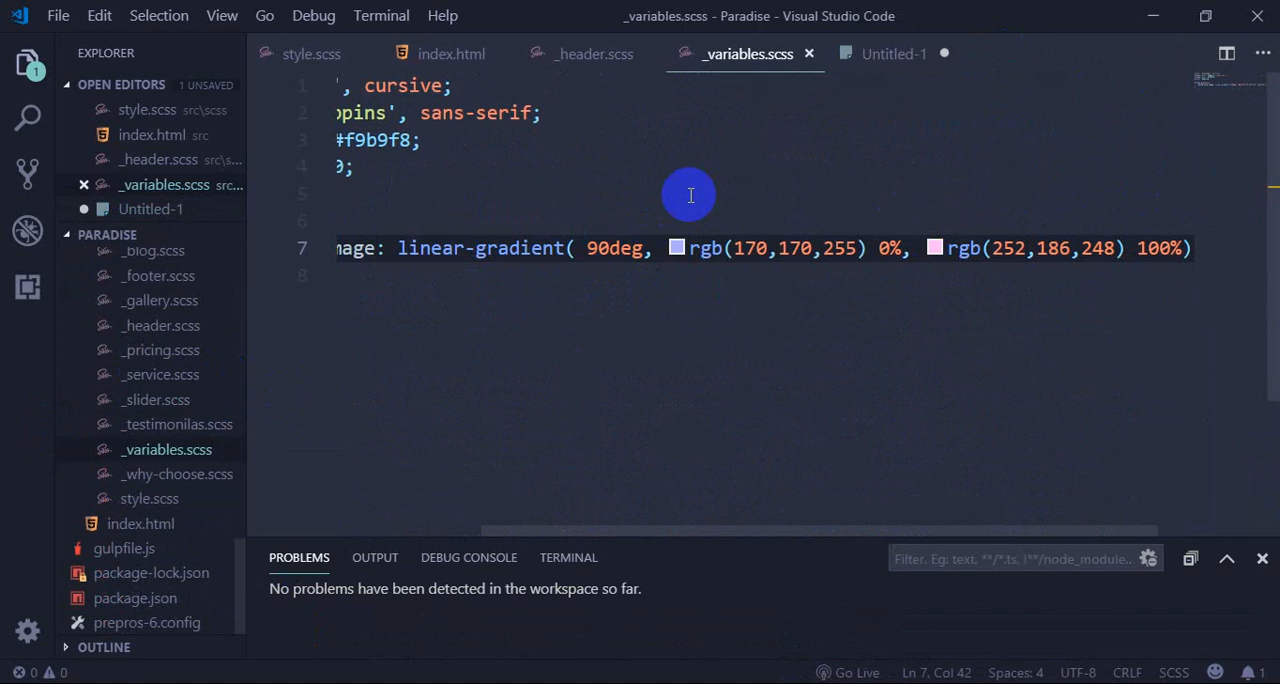 File Edit Selection View Go Debug Terminal Help
_variables.scss - Paradise - Visual Studio Code
EXPLORER
OPEN EDITORS 1 UNSAVED
style.scss src\scss
index.html src
_header.scss src\s...
_variables.scss src...
Untitled-1
PARADISE
_blog.scss
_footer.scss
_gallery.scss
_header.scss
_pricing.scss
_service.scss
_slider.scss
_testimonilas.scss
_variables.scss
_why-choose.scss
style.scss
index.html
gulpfile.js
package-lock.json
package.json
prepros-6.config
OUTLINE
style.scss index.html _header.scss _variables.scss Untitled-1
1 ', cursive;
2 ppins', sans-serif;
3 #f9b9f8;
4 0;
5
6
7 mage: linear-gradient( 90deg, rgb(170,170,255) 0%, rgb(252,186,248) 100%)
8
PROBLEMS OUTPUT DEBUG CONSOLE TERMINAL
Filter. Eg: text, **/*.ts, !**/node_module...
No problems have been detected in the workspace so far.
0 0
Go Live Ln 7, Col 42 Spaces: 4 UTF-8 CRLF SCSS 1
1